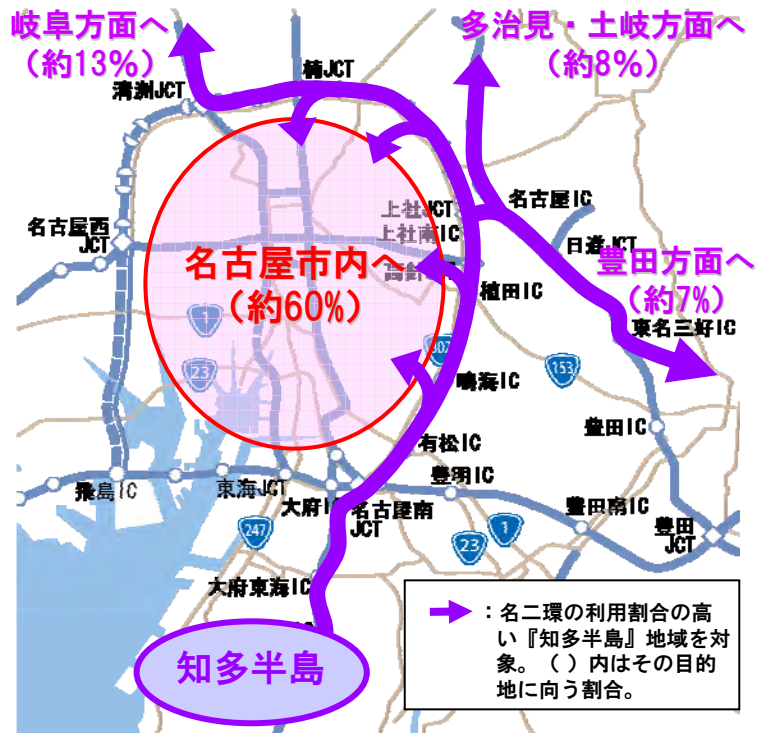 岐阜方面へ
(約13%)
多治見・土岐方面へ
(約8%)
楠JCT
清洲JCT
名古屋IC
上社JCT
上社南IC
日進JCT
名古屋西
JCT
名古屋市内へ
(約60%)
高針
植田IC
豊田方面へ
(約7%)
東名三好IC
1
302
23
鳴海IC
153
有松IC
豊田IC
豊明IC
飛島IC
東海JCT
大府IC
名古屋南
JCT
豊田南IC
豊田
JCT
247
23
1
大府東海IC
知多半島
:名二環の利用割合の高
い『知多半島』地域を対
象。( )内はその目的
地に向う割合。